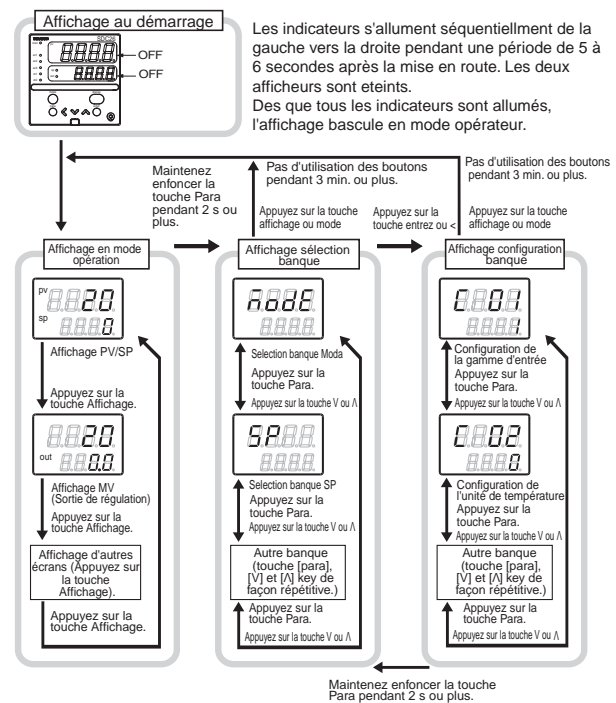 Affichage au démarrage
SDC25
OFF
OFF
Les indicateurs s'allument séquentiellment de la
gauche vers la droite pendant une période de 5 à
6 secondes après la mise en route. Les deux
afficheurs sont eteints.
Des que tous les indicateurs sont allumés,
l'affichage bascule en mode opérateur.
Maintenez
enfoncer la
touche Para
pendant 2 s ou
plus.
Pas d'utilisation des boutons
pendant 3 min. ou plus.
Appuyez sur la touche
affichage ou mode
Appuyez sur la
touche entrez ou <
Pas d'utilisation des boutons
pendant 3 min. ou plus.
Appuyez sur la touche
affichage ou mode
Affichage en mode
opération
pv
20
sp
0
Affichage PV/SP
Appuyez sur la
touche Affichage.
20
out
0.0
Affichage MV
(Sortie de régulation)
Appuyez sur la
touche Affichage.
Affichage d'autres
écrans (Appuyez sur
la touche
Affichage).
Appuyez sur la
touche Affichage.
Affichage sélection
banque
modE
Selection banque Moda
Appuyez sur la
touche Para.
Appuyez sur la touche V ou Λ
S.P
Selection banque SP
Appuyez sur la
touche Para.
Appuyez sur la touche V ou Λ
Autre banque
(touche [para],
[V] et [Λ] key de
façon répétitive.)
Appuyez sur la
touche Para.
Appuyez sur la touche V ou Λ
Affichage configuration
banque
C 01
1
Configuration de
la gamme d'entrée
Appuyez sur la
touche Para.
Appuyez sur la touche V ou Λ
C 02
0
Configuration de
l'unité de température
Appuyez sur la
touche Para.
Appuyez sur la touche V ou Λ
Autre banque
(touche [para],
[V] et [Λ] key de
façon répétitive.)
Appuyez sur la
touche Para.
Appuyez sur la touche V ou Λ
Maintenez enfoncer la touche
Para pendant 2 s ou plus.